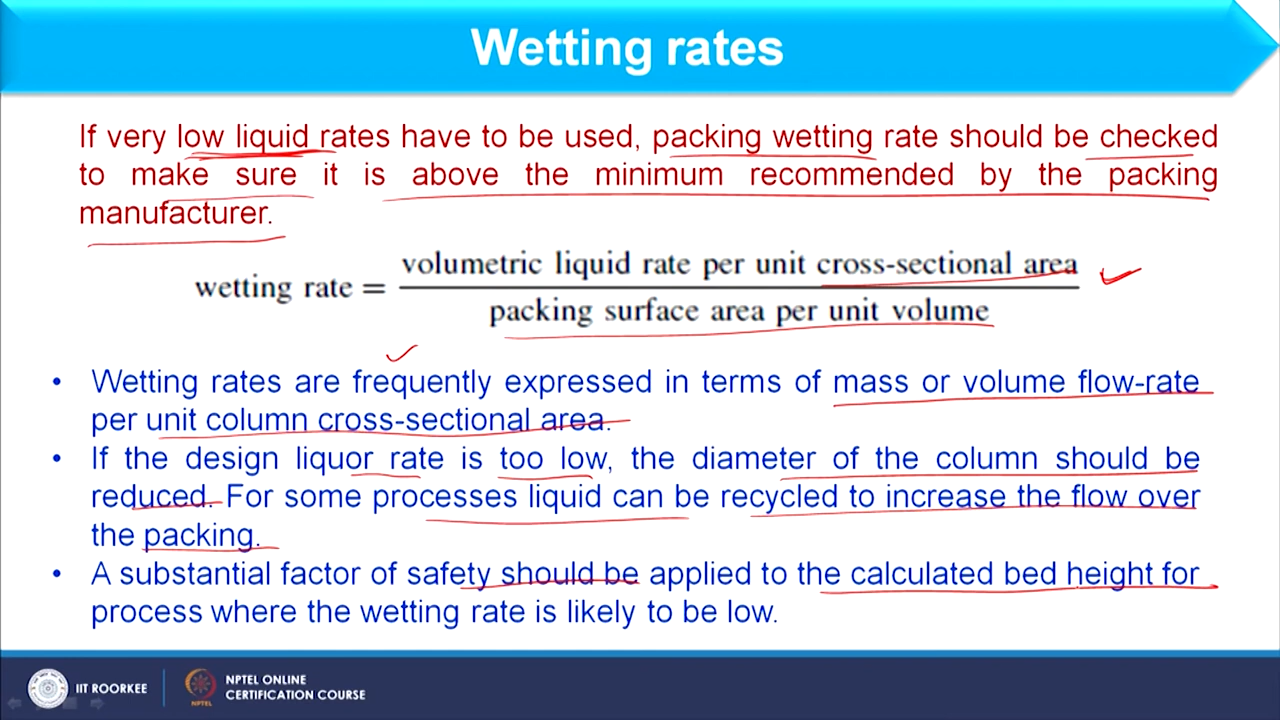 Wetting rates
If very low liquid rates have to be used, packing wetting rate should be checked
to make sure it is above the minimum recommended by the packing
manufacturer.
wetting rate = volumetric liquid rate per unit cross-sectional area
packing surface area per unit volume
• Wetting rates are frequently expressed in terms of mass or volume flow-rate
per unit column cross-sectional area.
• If the design liquor rate is too low, the diameter of the column should be
reduced. For some processes liquid can be recycled to increase the flow over
the packing.
• A substantial factor of safety should be applied to the calculated bed height for
process where the wetting rate is likely to be low.
IIT ROORKEE
NPTEL
NPTEL ONLINE
CERTIFICATION COURSE